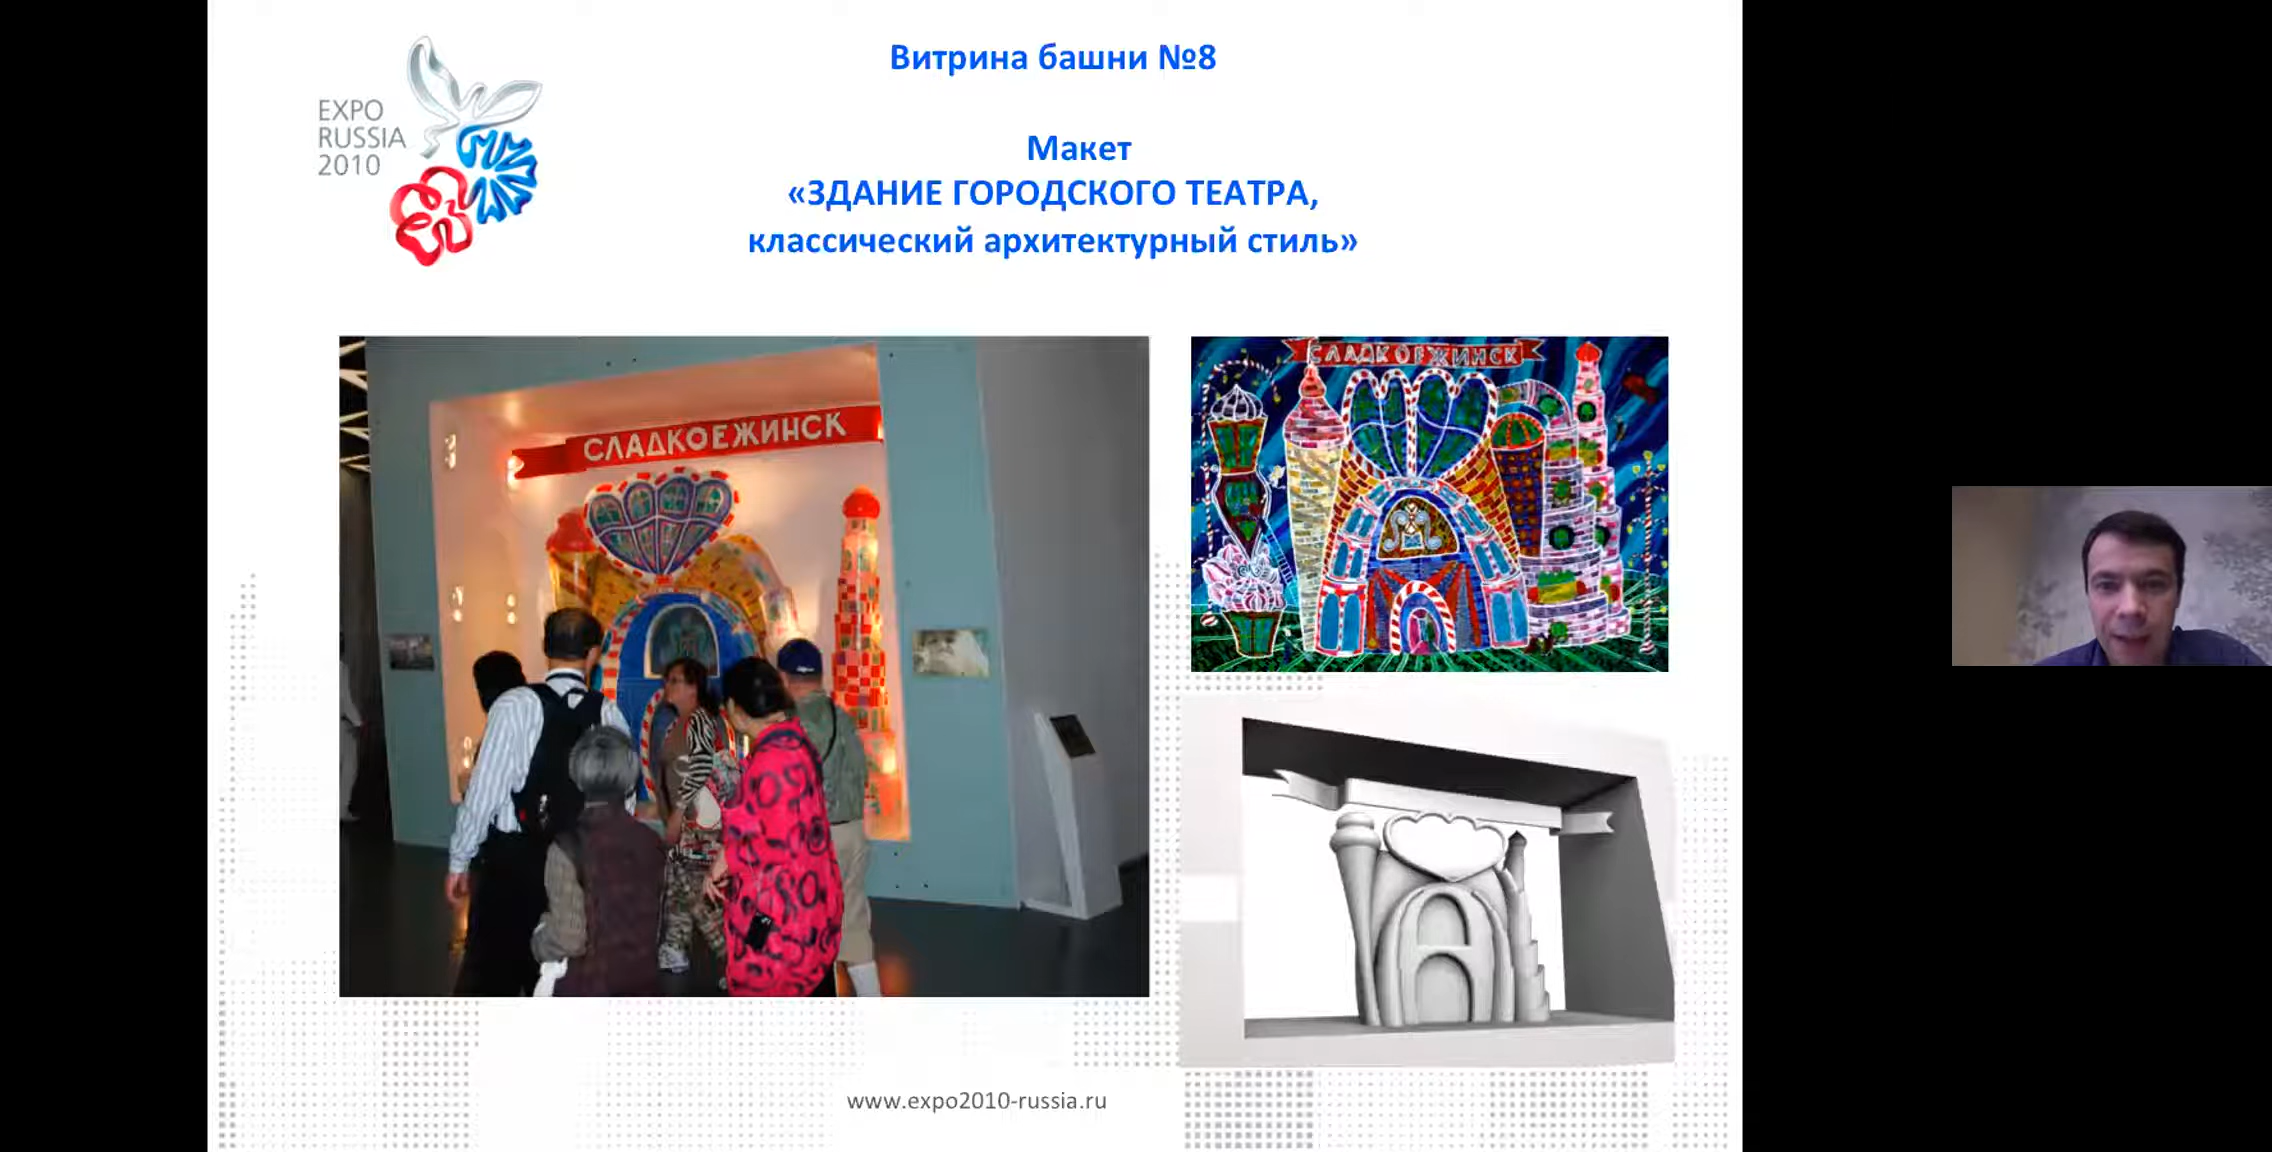 EXPO
RUSSIA
2010
Витрина башни №8
Макет
«ЗДАНИЕ ГОРОДСКОГО ТЕАТРА,
классический архитектурный стиль»
СЛАДКОЕЖИНСК
СЛАДКОЕЖИНСК
www.expo2010-russia.ru